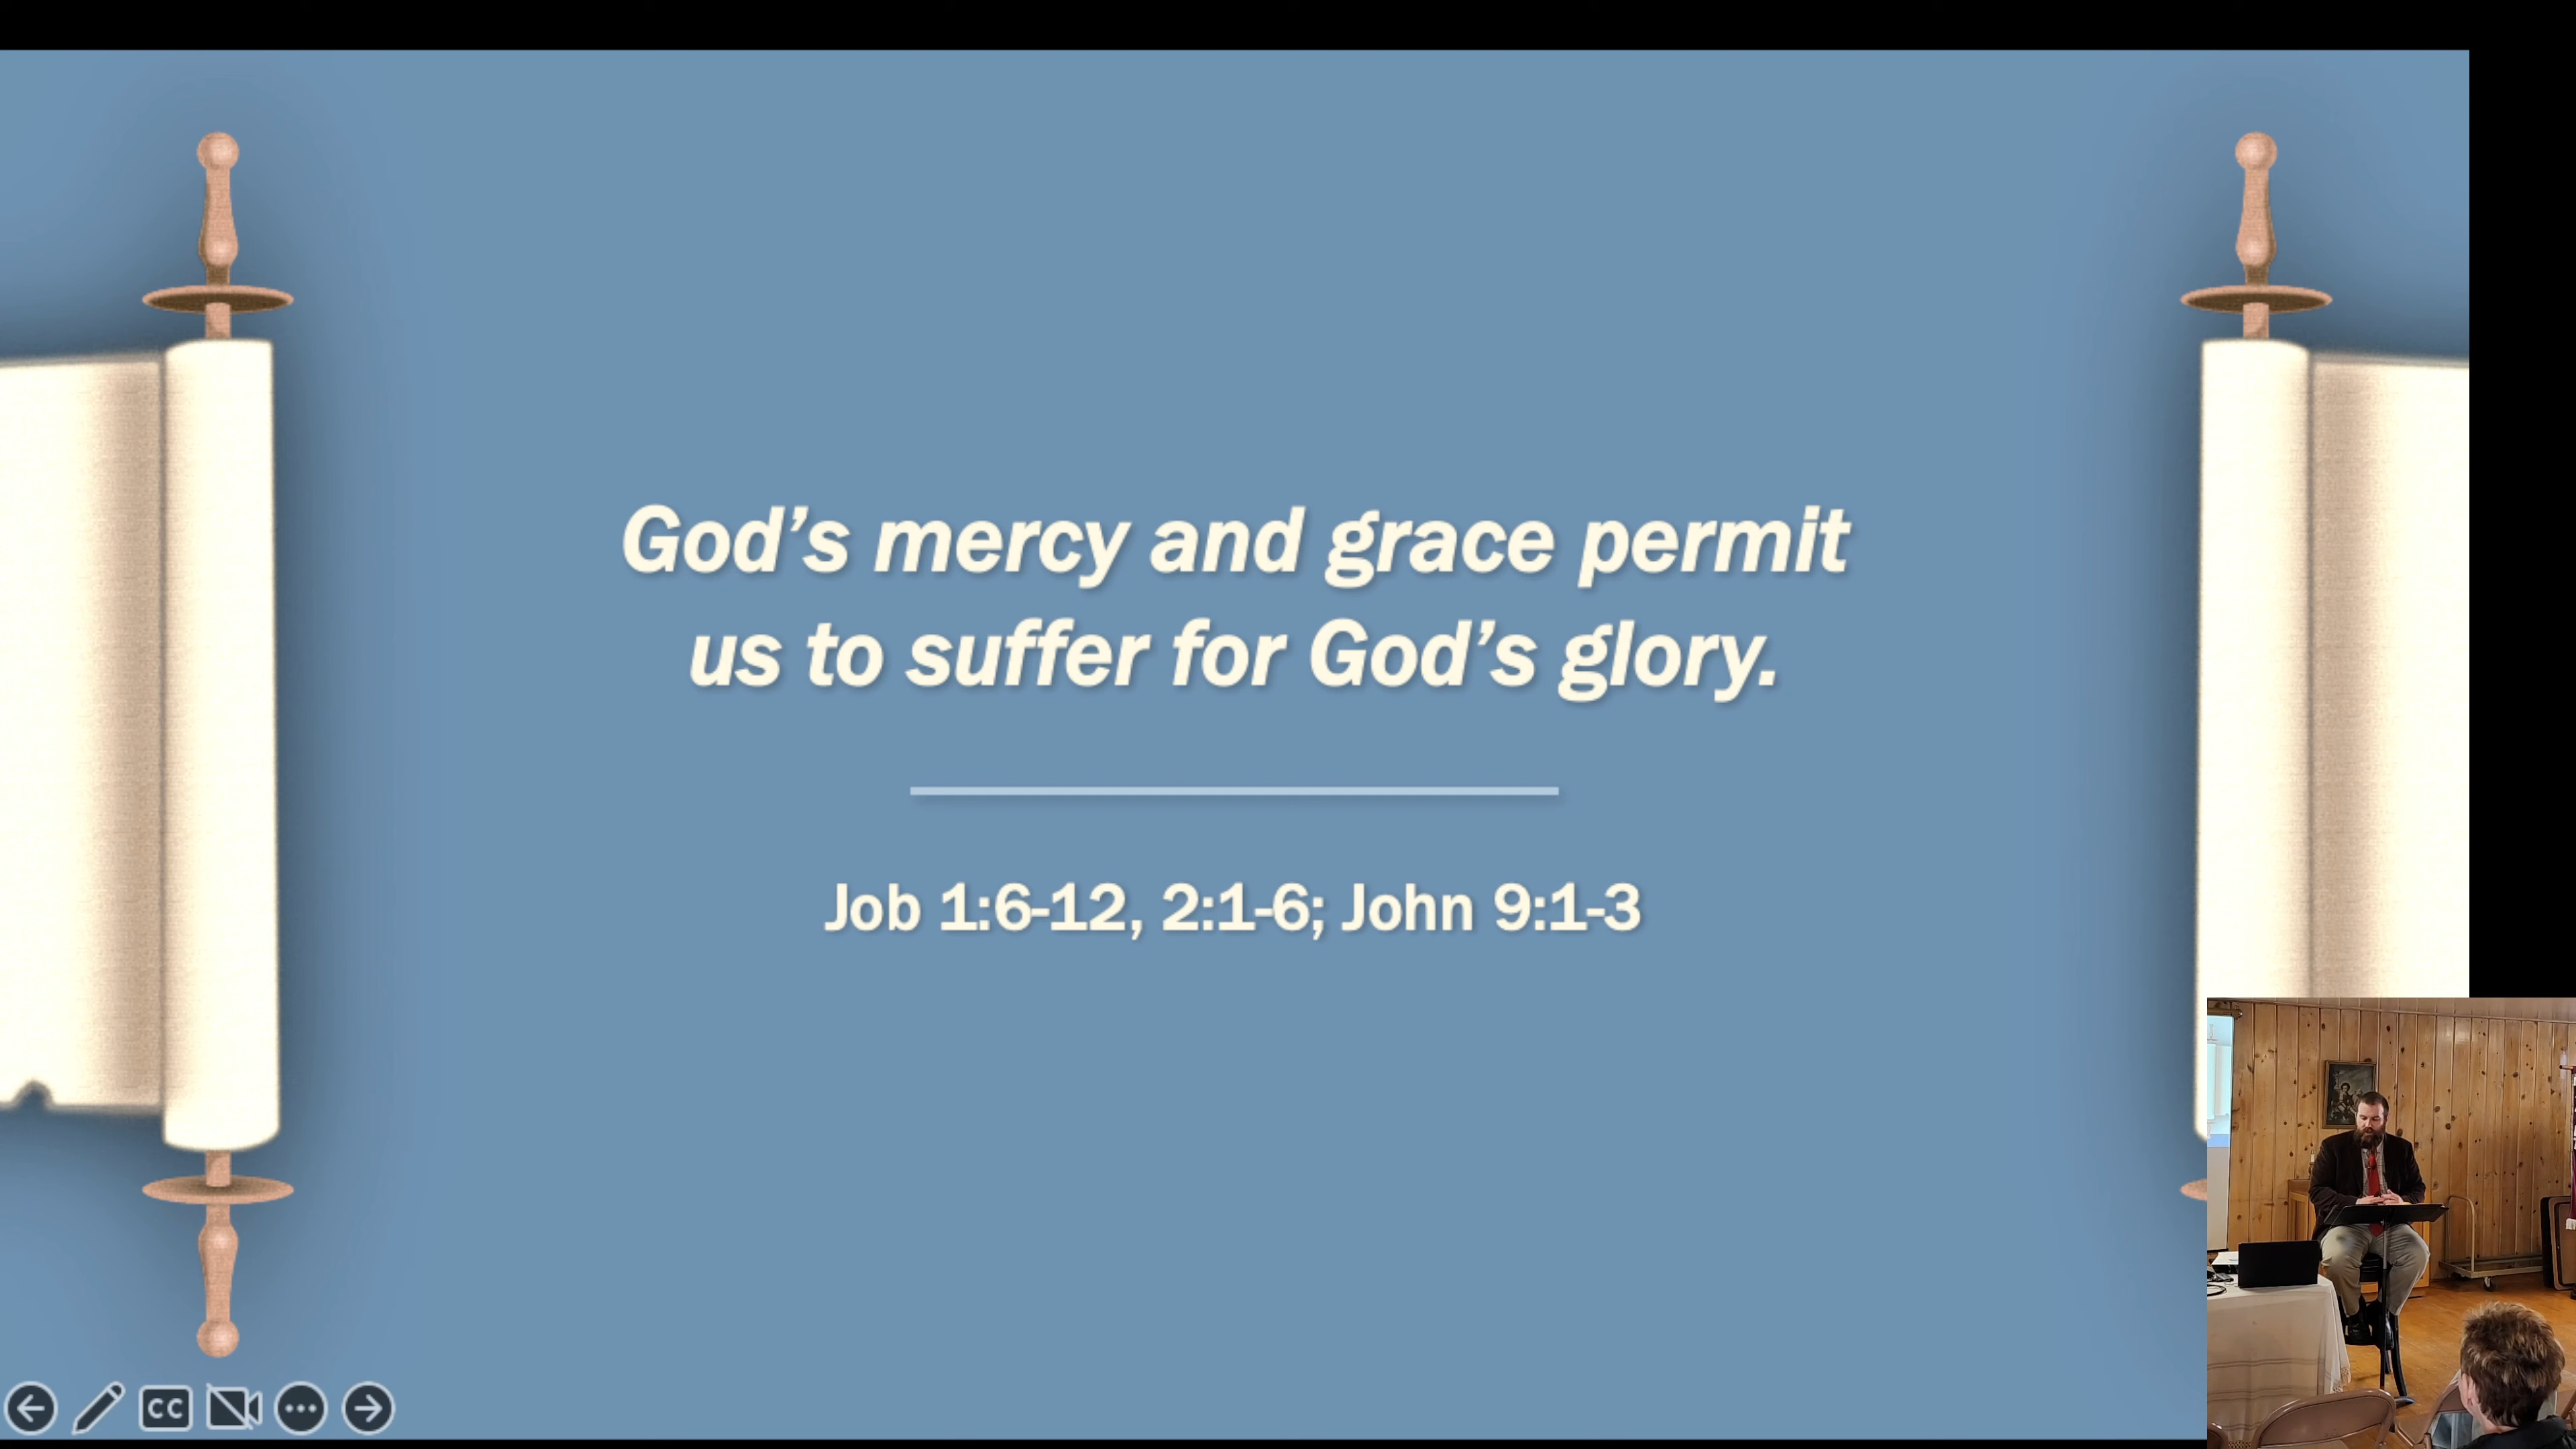 God’s mercy and grace permit
us to suffer for God’s glory.
Job 1:6-12, 2:1-6; John 9:1-3
CC